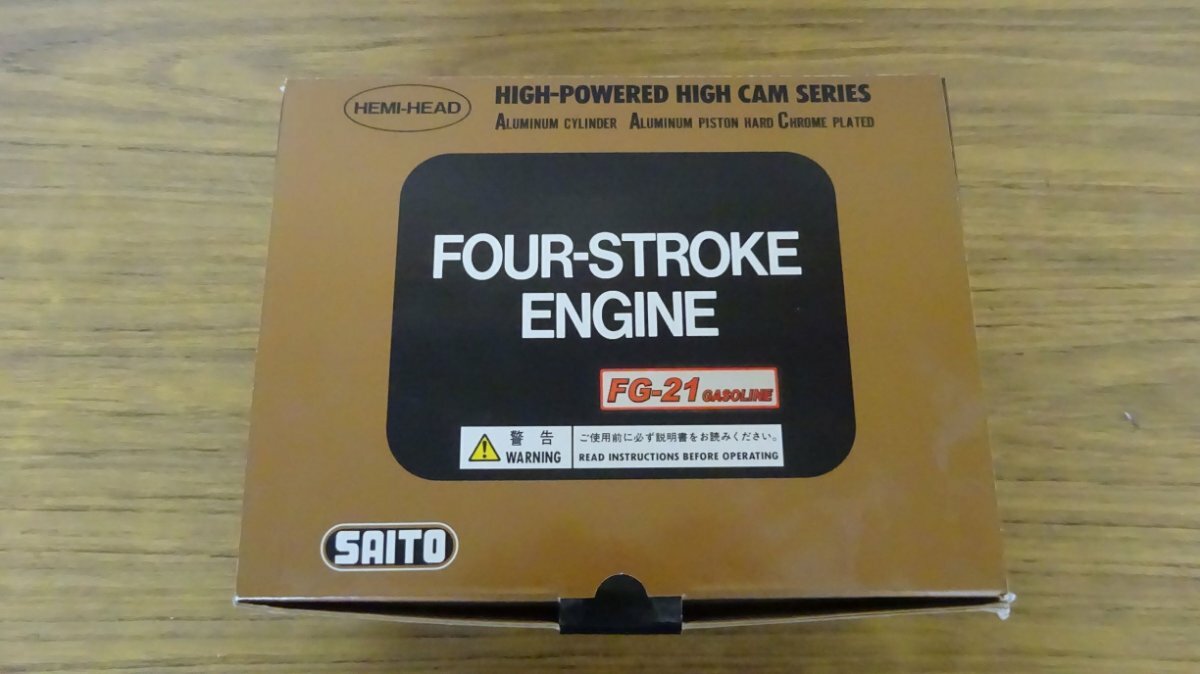 HEMI-HEAD
HIGH-POWERED HIGH CAM SERIES
ALUMINUM CYLINDER ALUMINUM PISTON HARD CHROME PLATED
FOUR-STROKE
ENGINE
FG-21 GASOLINE
警告
WARNING
ご使用前に必ず説明書をお読みください。
READ INSTRUCTIONS BEFORE OPERATING
SAITO